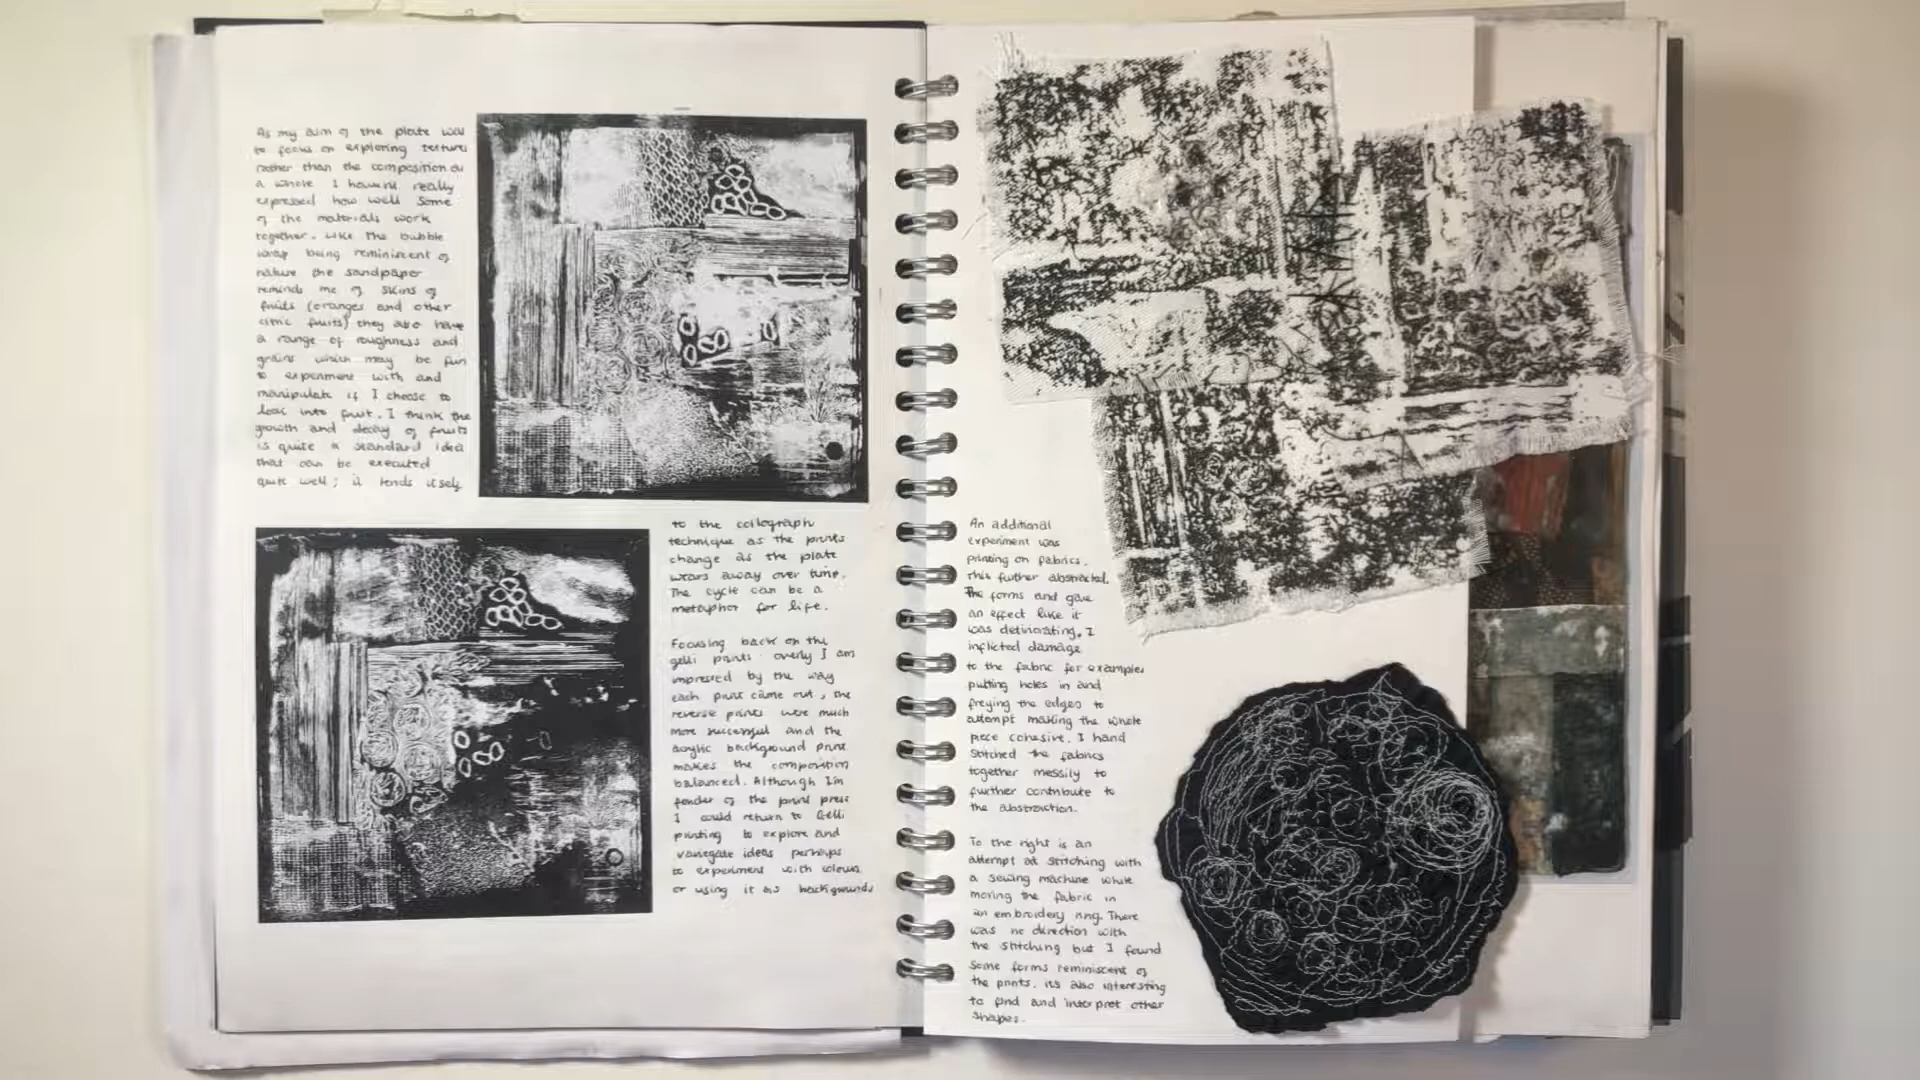 As my aim of the plate was
to focus on exploring textures
rather than the composition as
a whole I havent really
expressed how well some
of the materials work
together. Like the bubble
wrap being reminiscent of
nature the sandpaper
reminds me of skins of
fruits (oranges and other
citric fruits) they also have
a range of roughness and
grains which may be fun
to experiment with and
manipulate if I choose to
look into fruit. I think the
growth and decay of fruits
is quite a standard idea
that can be executed
quite well; it lends itself
to the collograph
technique as the prints
change as the plate
wears away over time.
The cycle can be a
metaphor for life.
Focusing back on the
gelli prints overly I am
impressed by the way
each print came out, the
reverse prints were much
more successful and the
acrylic background print
makes the composition
balanced. Although I'm
fonder of the print press
I could return to Gelli
printing to explore and
variegate ideas perhaps
to experiment with colours
or using it as backgrounds
An additional
experiment was
printing on fabrics.
This further abstracted
The forms and gave
an effect like it
was deteriorating. I
inflicted damage
to the fabric for example
putting holes in and
freying the edges to
attempt making the whole
piece cohesive. I hand
stitched the fabrics
together messily to
further contribute to
the abstraction.
To the right is an
attempt at stitching with
a sewing machine while
moving the fabric in
an embroidery ring. There
was no direction with
the stitching but I found
some forms reminiscent of
the prints. its also interesting
to find and interpret other
shapes.